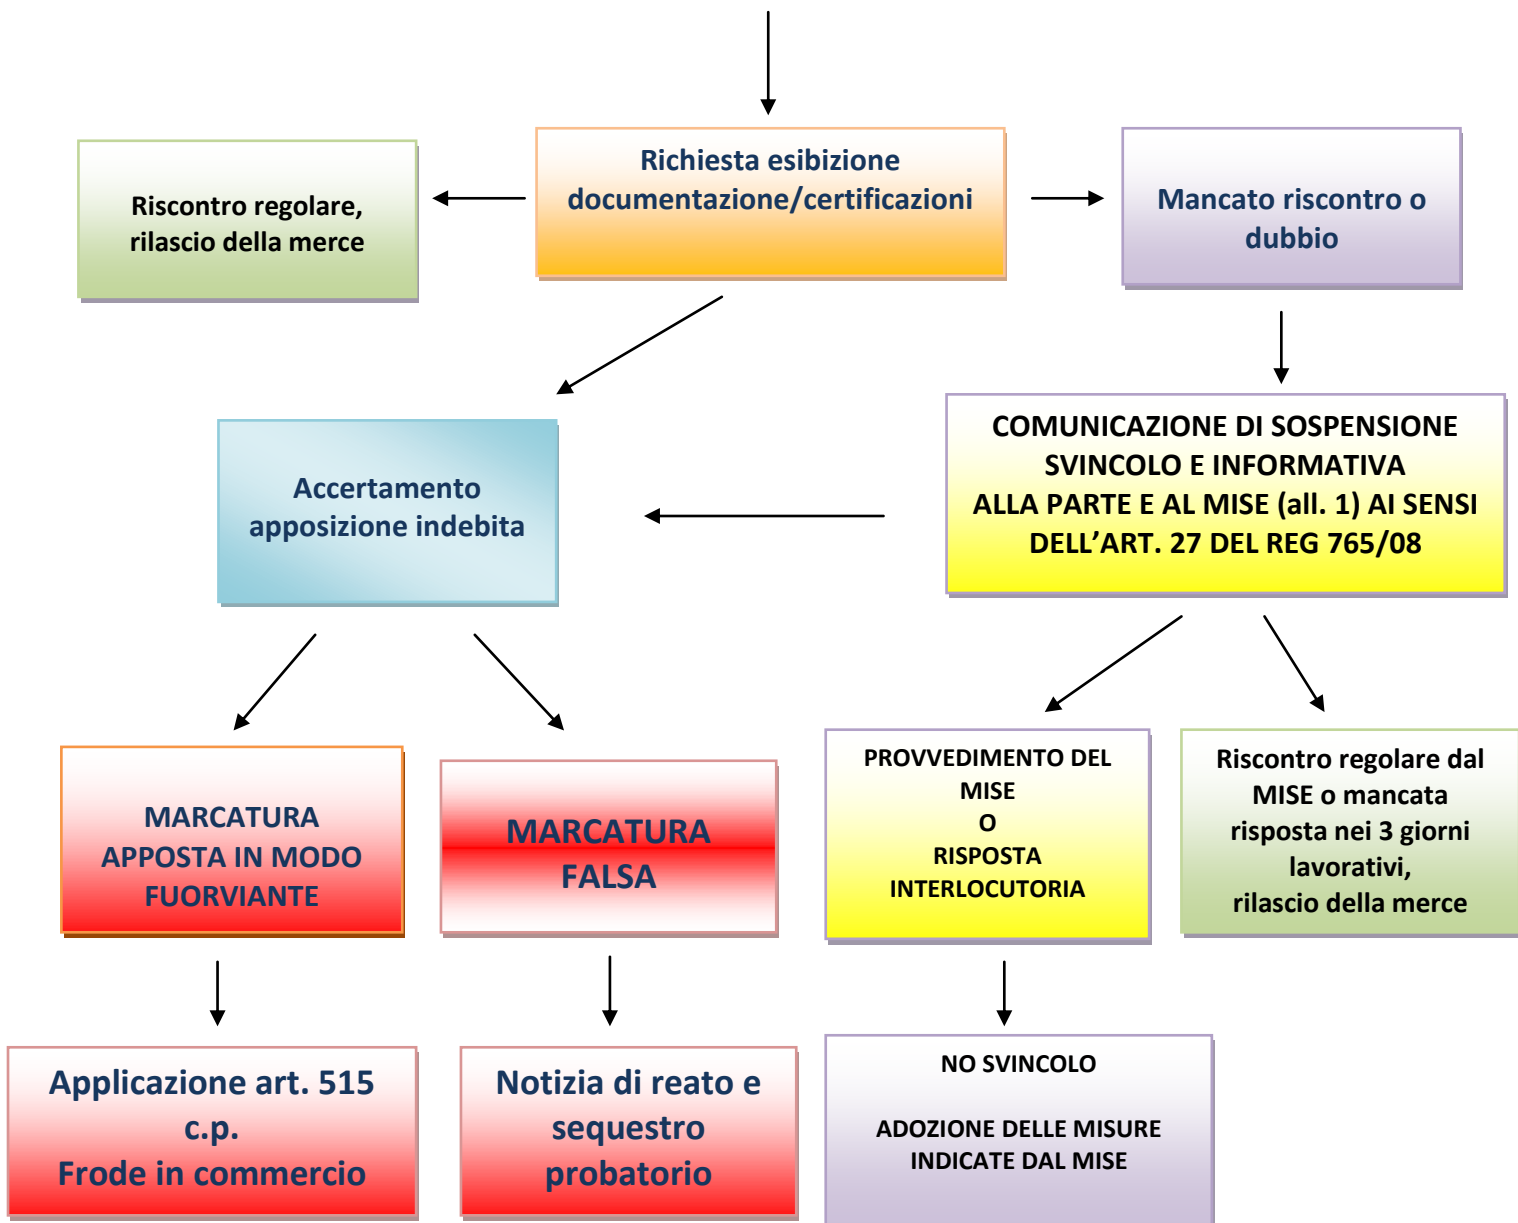 Richiesta esibizione
documentazione/certificazioni
Riscontro regolare,
rilascio della merce
Mancato riscontro o
dubbio
Accertamento
apposizione indebita
COMUNICAZIONE DI SOSPENSIONE
SVINCOLO E INFORMATIVA
ALLA PARTE E AL MISE (all. 1) AI SENSI
DELL’ART. 27 DEL REG 765/08
MARCATURA
APPOSTA IN MODO
FUORVIANTE
MARCATURA
FALSA
PROVVEDIMENTO DEL
MISE
O
RISPOSTA
INTERLOCUTORIA
Riscontro regolare dal
MISE o mancata
risposta nei 3 giorni
lavorativi,
rilascio della merce
Applicazione art. 515
c.p.
Frode in commercio
Notizia di reato e
sequestro
probatorio
NO SVINCOLO
ADOZIONE DELLE MISURE
INDICATE DAL MISE